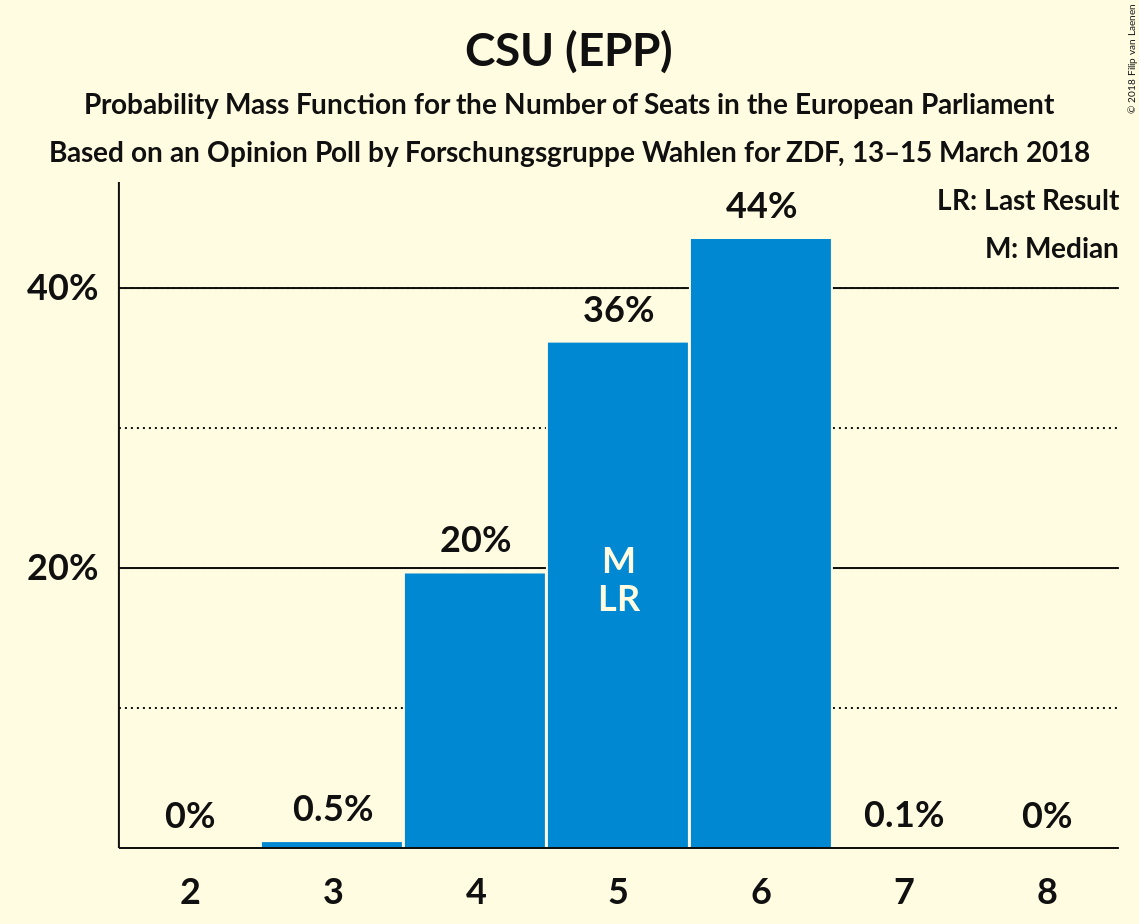 CSU (EPP)
Probability Mass Function for the Number of Seats in the European Parliament
Based on an Opinion Poll by Forschungsgruppe Wahlen for ZDF, 13–15 March 2018
© 2018 Filip van Laenen
LR: Last Result
M: Median
40%
20%
0%
0.5%
20%
36%
44%
0.1%
0%
M
LR
2 3 4 5 6 7 8